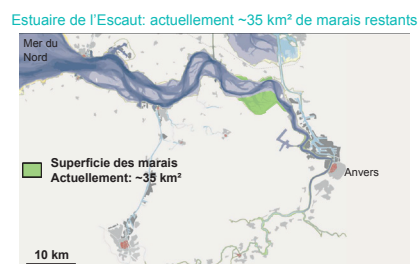 Estuaire de l’Escaut: actuellement ~35 km² de marais restants
Mer du
Nord
Superficie des marais
Actuellement: ~35 km²
Anvers
10 km